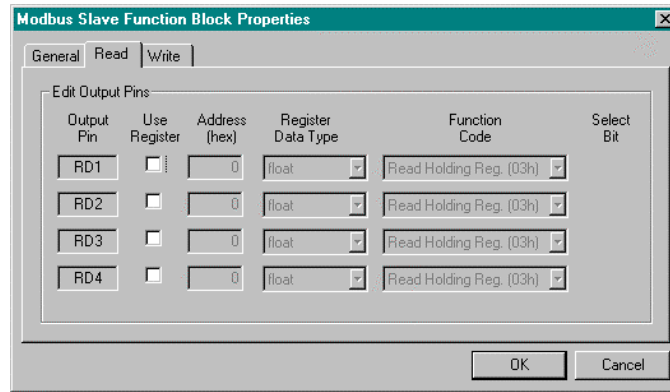 Modbus Slave Function Block Properties
General Read Write
Edit Output Pins
Output Use Address Register Function Select
Pin Register (hex) Data Type Code Bit
RD1 0 float Read Holding Reg. (03h)
RD2 0 float Read Holding Reg. (03h)
RD3 0 float Read Holding Reg. (03h)
RD4 0 float Read Holding Reg. (03h)
OK Cancel